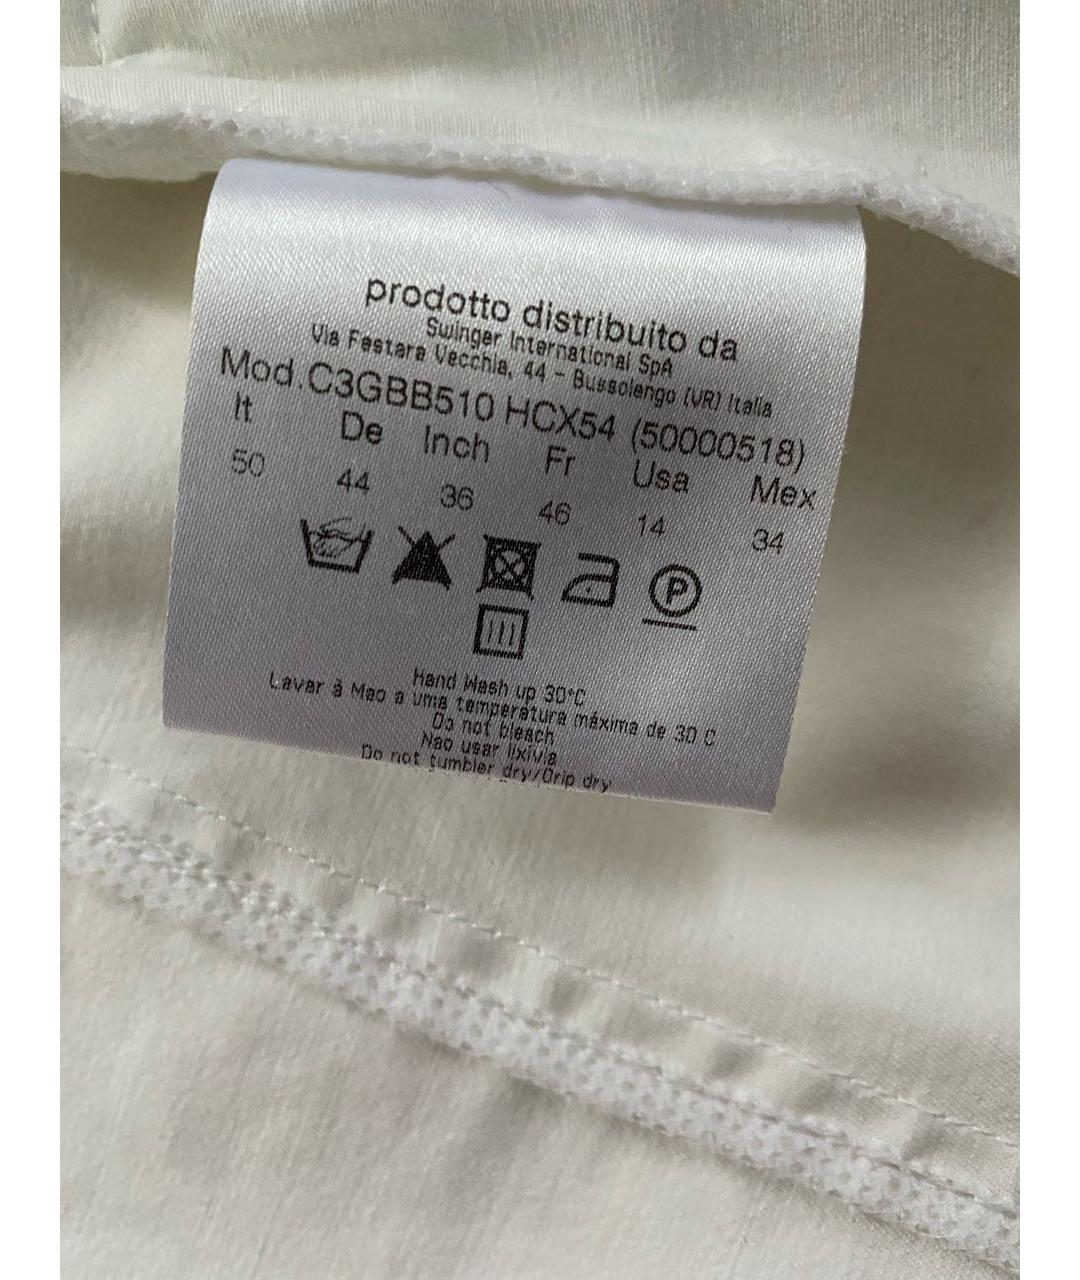 prodotto distribuito da
Swinger International SpA
Via Festara Vecchia, 44 - Bussolengo (VR) Italia
Mod.C3GBB510 HCX54 (50000518)
It De Inch Fr Usa Mex
50 44 36 46 14 34
P
Hand Wash up 30°C
Lavar à Mao a uma temperatura máxima de 30 C
Do not bleach
Nao usar lixivia
Do not tumbler dry/Drip dry